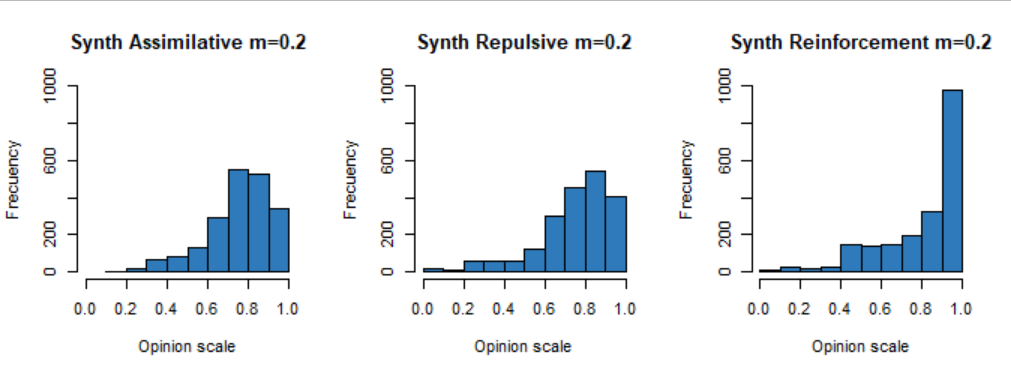 Synth Assimilative m=0.2
Frecuency
1000
600
200
0
0.0 0.2 0.4 0.6 0.8 1.0
Opinion scale
Synth Repulsive m=0.2
Frecuency
1000
600
200
0
0.0 0.2 0.4 0.6 0.8 1.0
Opinion scale
Synth Reinforcement m=0.2
Frecuency
1000
600
200
0
0.0 0.2 0.4 0.6 0.8 1.0
Opinion scale